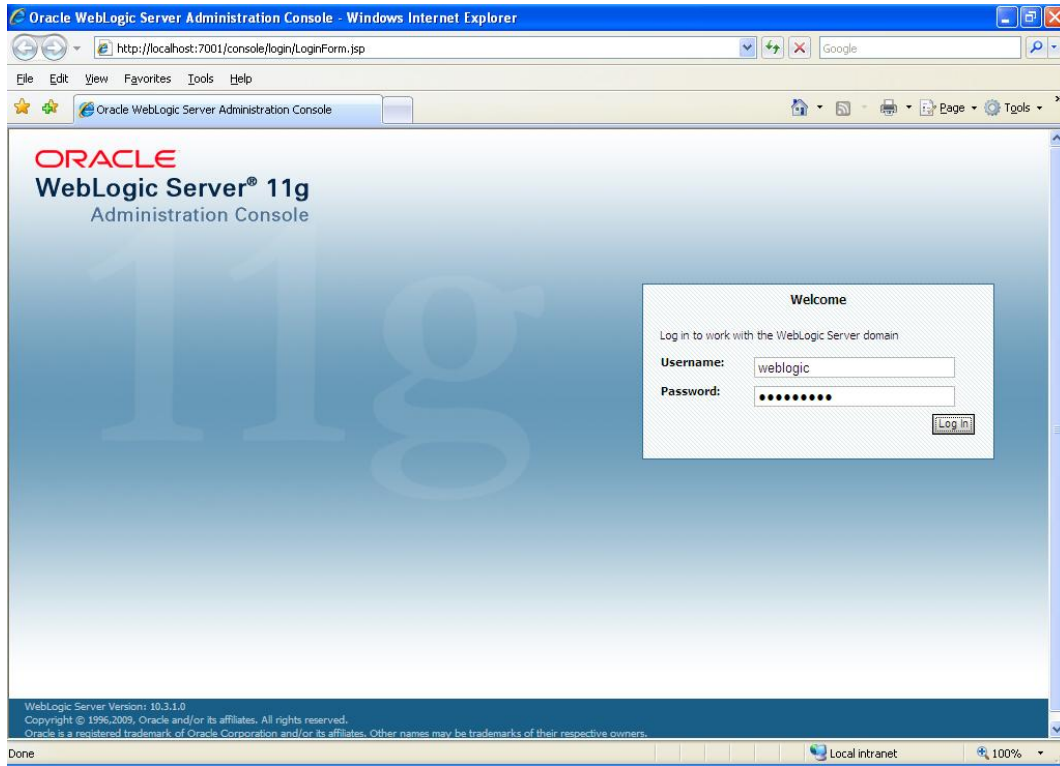 Oracle WebLogic Server Administration Console - Windows Internet Explorer
http://localhost:7001/console/login/LoginForm.jsp
Google
File Edit View Favorites Tools Help
Oracle WebLogic Server Administration Console
Page Tools
ORACLE
WebLogic Server® 11g
Administration Console
11g
Welcome
Log in to work with the WebLogic Server domain
Username: weblogic
Password: •••••••••
Log In
WebLogic Server Version: 10.3.1.0
Copyright © 1996,2009, Oracle and/or its affiliates. All rights reserved.
Oracle is a registered trademark of Oracle Corporation and/or its affiliates. Other names may be trademarks of their respective owners.
Done Local intranet 100%